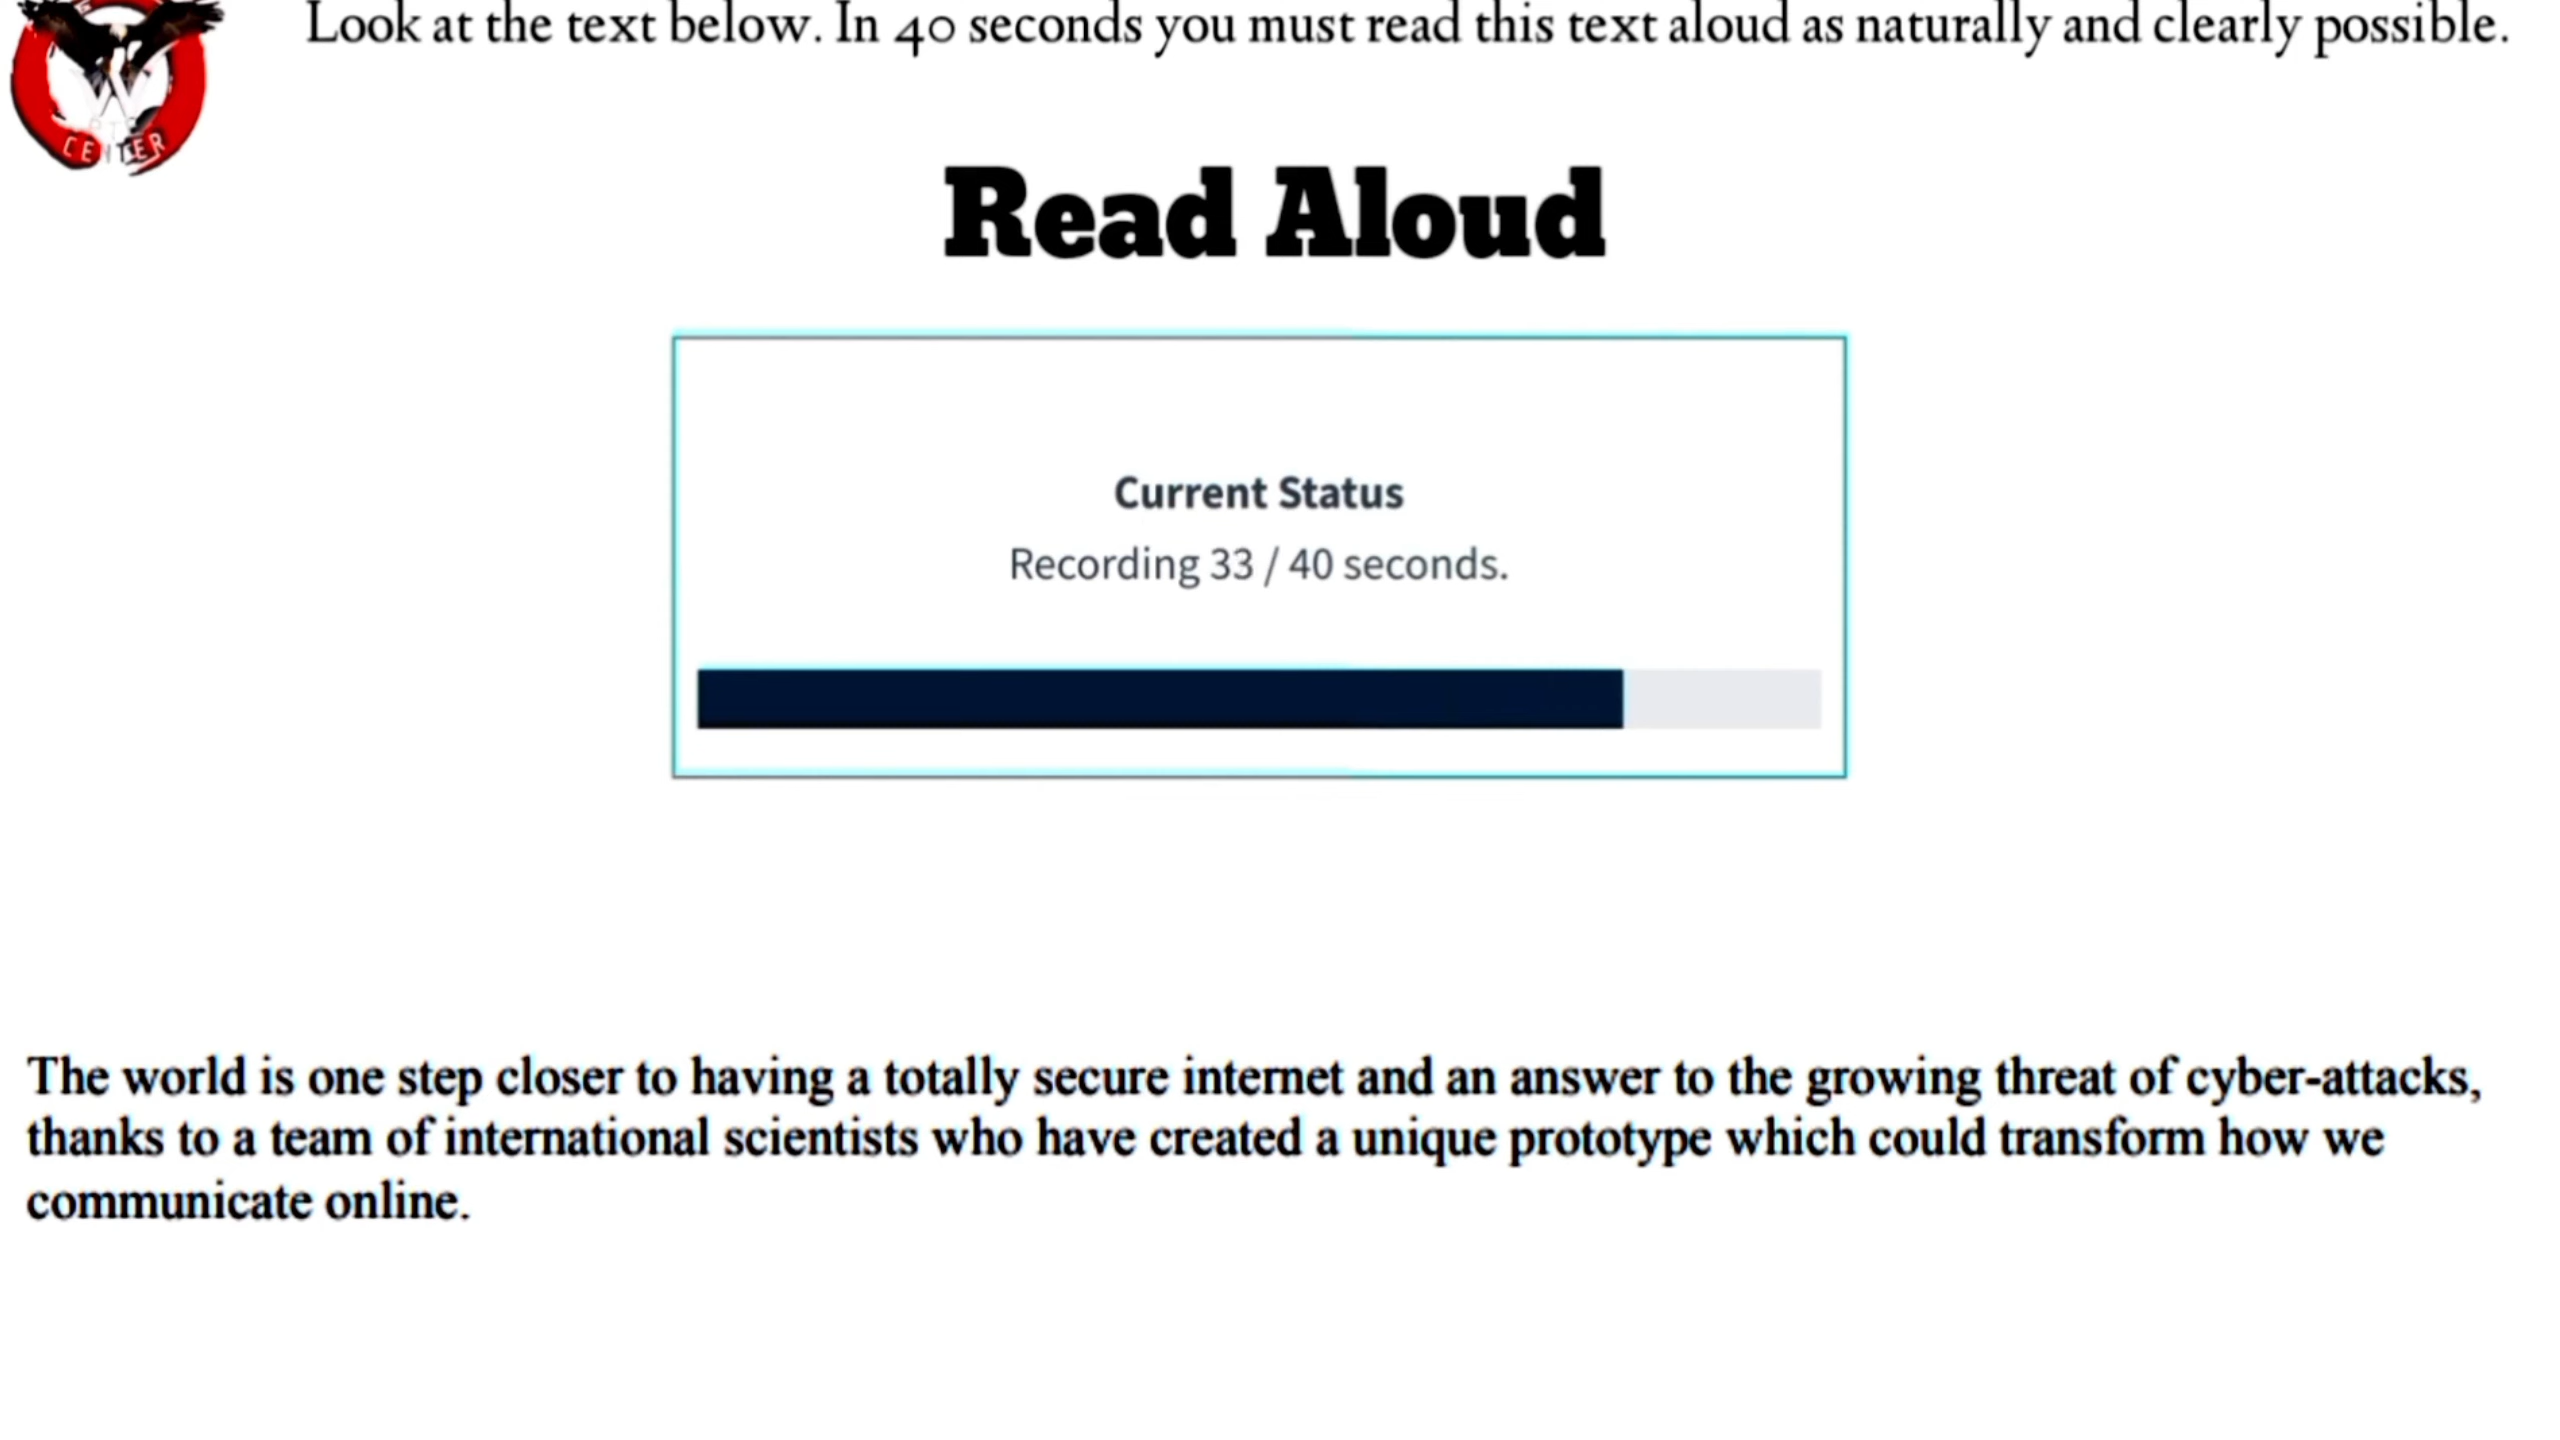 Look at the text below. In 40 seconds you must read this text aloud as naturally and clearly possible.
CENTER
Read Aloud
Current Status
Recording 33 / 40 seconds.
The world is one step closer to having a totally secure internet and an answer to the growing threat of cyber-attacks,
thanks to a team of international scientists who have created a unique prototype which could transform how we
communicate online.